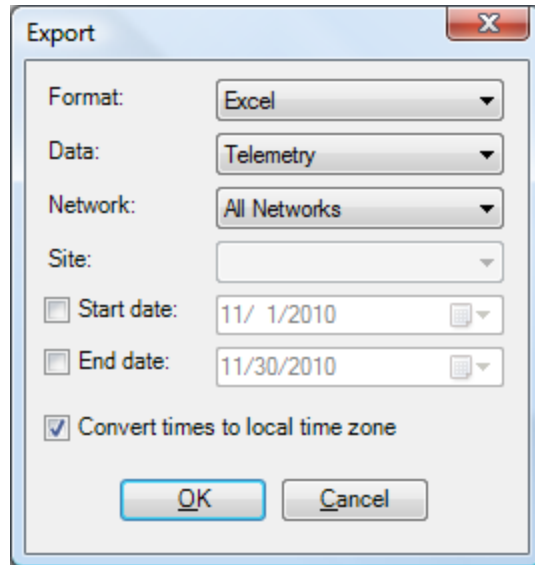 Export
Format: Excel
Data: Telemetry
Network: All Networks
Site:
Start date: 11/ 1/2010
End date: 11/30/2010
Convert times to local time zone
OK Cancel